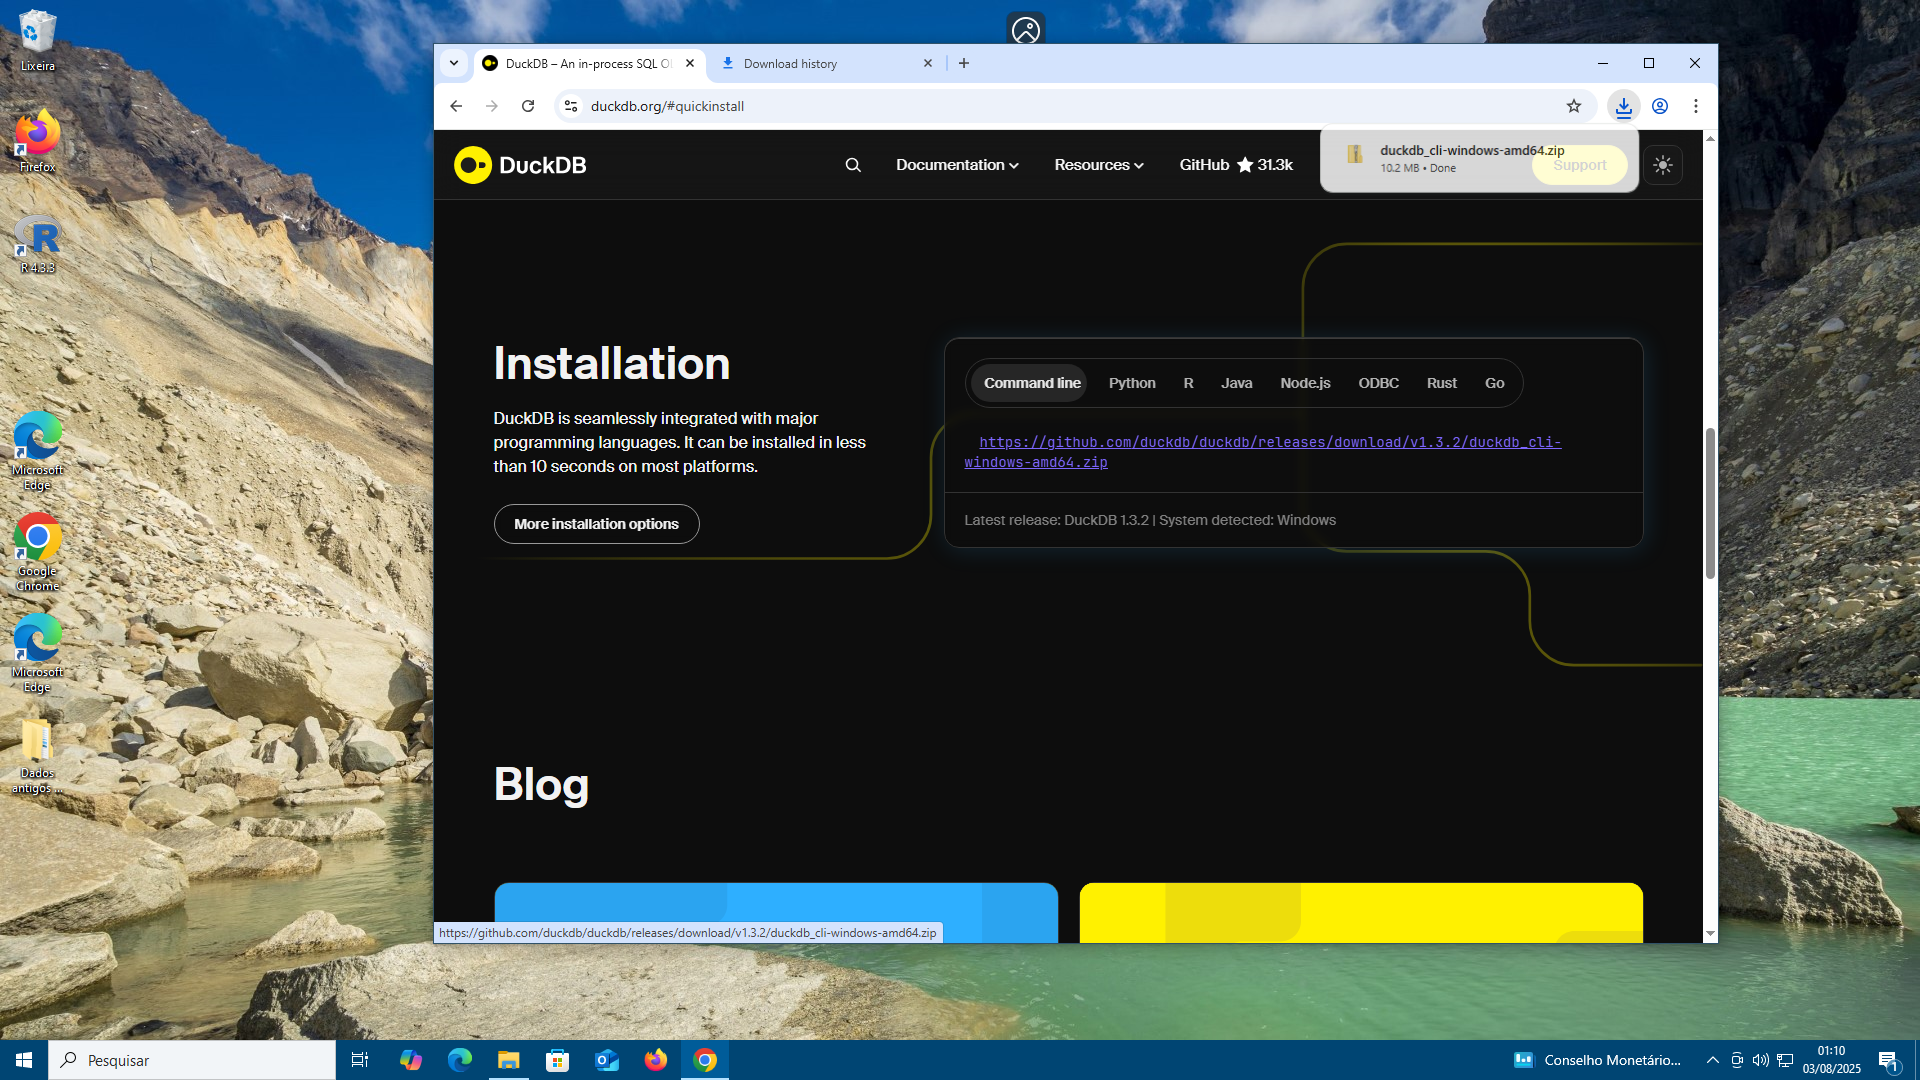 Lixeira
Firefox
R 4.3.3
Microsoft
Edge
Google
Chrome
Microsoft
Edge
Dados
antigos ...
DuckDB – An in-process SQL OL
Download history
duckdb.org/#quickinstall
DuckDB
Documentation
Resources
GitHub
31.3k
duckdb_cli-windows-amd64.zip
10.2 MB • Done
Support
Installation
DuckDB is seamlessly integrated with major
programming languages. It can be installed in less
than 10 seconds on most platforms.
More installation options
Command line
Python
R
Java
Node.js
ODBC
Rust
Go
https://github.com/duckdb/duckdb/releases/download/v1.3.2/duckdb_cli-
windows-amd64.zip
Latest release: DuckDB 1.3.2 | System detected: Windows
Blog
https://github.com/duckdb/duckdb/releases/download/v1.3.2/duckdb_cli-windows-amd64.zip
Pesquisar
Conselho Monetário...
01:10
03/08/2025
1